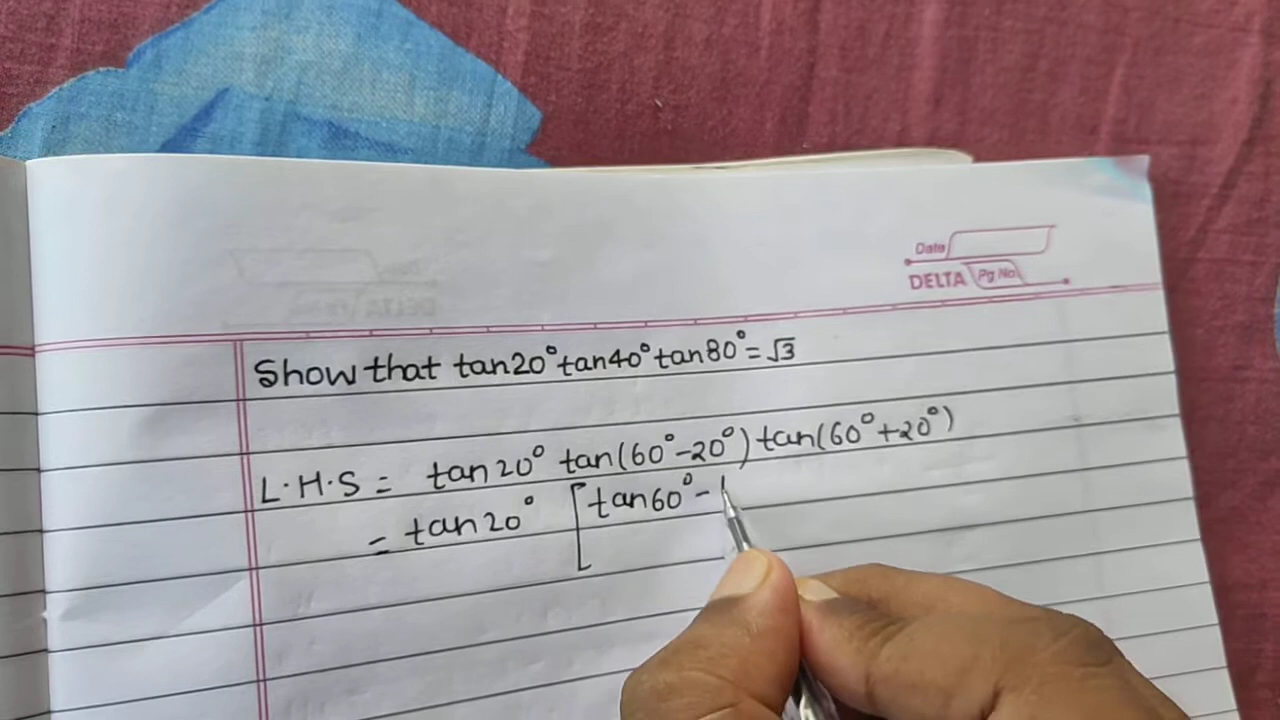 Date
DELTA Pg No
Show that tan20° tan40° tan80° = √3
L.H.S = tan20° tan(60°-20°) tan(60°+20°)
= tan20° [tan60° -